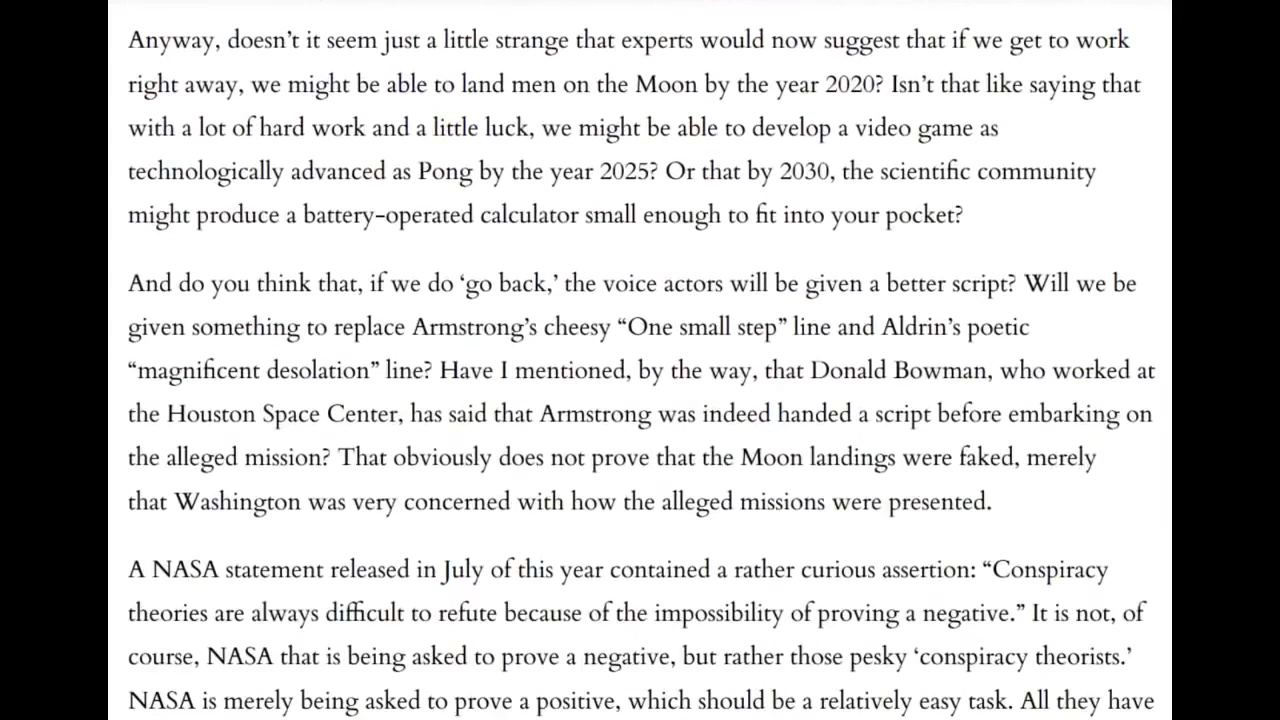 Anyway, doesn’t it seem just a little strange that experts would now suggest that if we get to work
right away, we might be able to land men on the Moon by the year 2020? Isn’t that like saying that
with a lot of hard work and a little luck, we might be able to develop a video game as
technologically advanced as Pong by the year 2025? Or that by 2030, the scientific community
might produce a battery-operated calculator small enough to fit into your pocket?
And do you think that, if we do ‘go back,’ the voice actors will be given a better script? Will we be
given something to replace Armstrong’s cheesy “One small step” line and Aldrin’s poetic
“magnificent desolation” line? Have I mentioned, by the way, that Donald Bowman, who worked at
the Houston Space Center, has said that Armstrong was indeed handed a script before embarking on
the alleged mission? That obviously does not prove that the Moon landings were faked, merely
that Washington was very concerned with how the alleged missions were presented.
A NASA statement released in July of this year contained a rather curious assertion: “Conspiracy
theories are always difficult to refute because of the impossibility of proving a negative.” It is not, of
course, NASA that is being asked to prove a negative, but rather those pesky ‘conspiracy theorists.’
NASA is merely being asked to prove a positive, which should be a relatively easy task. All they have